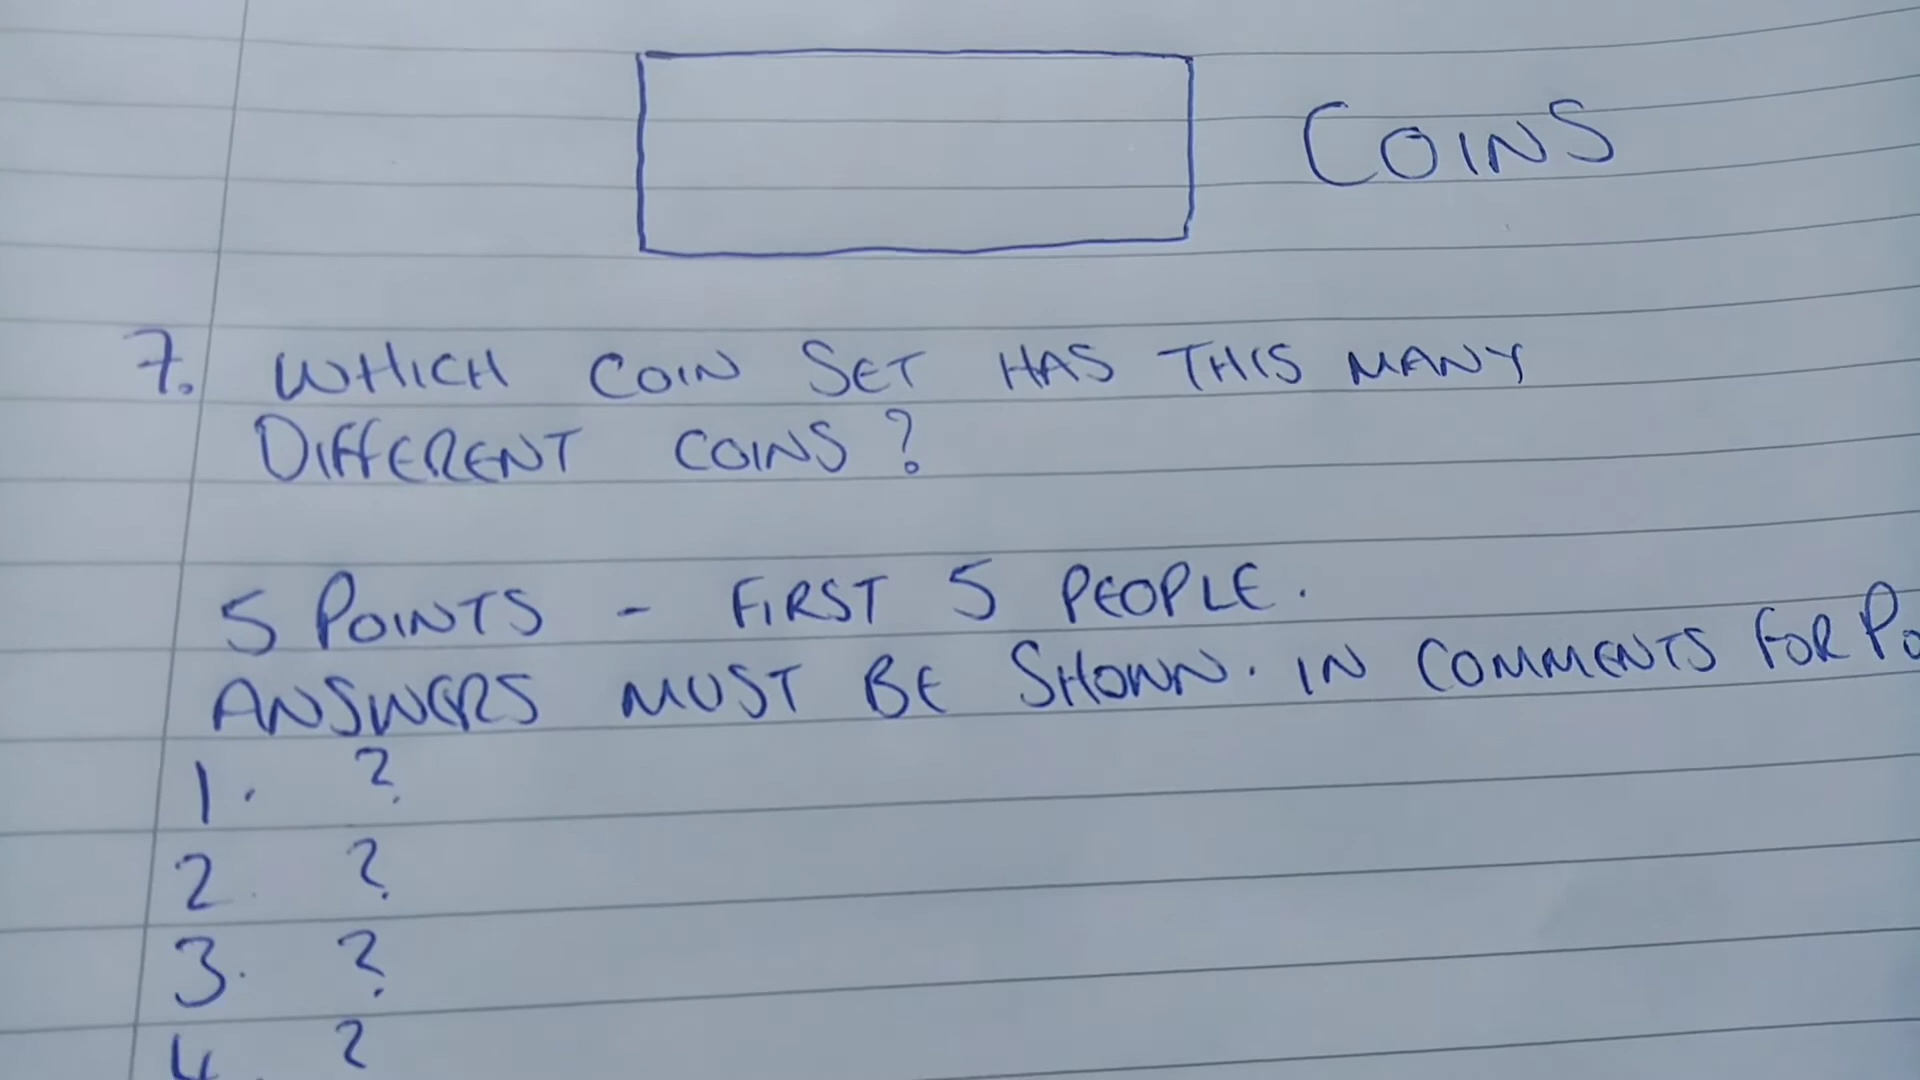 COINS
7. WHICH COIN SET HAS THIS MANY
DIFFERENT COINS?
5 POINTS - FIRST 5 PEOPLE.
ANSWERS MUST BE SHOWN. IN COMMENTS FOR PO
1. ?
2. ?
3. ?
4. ?